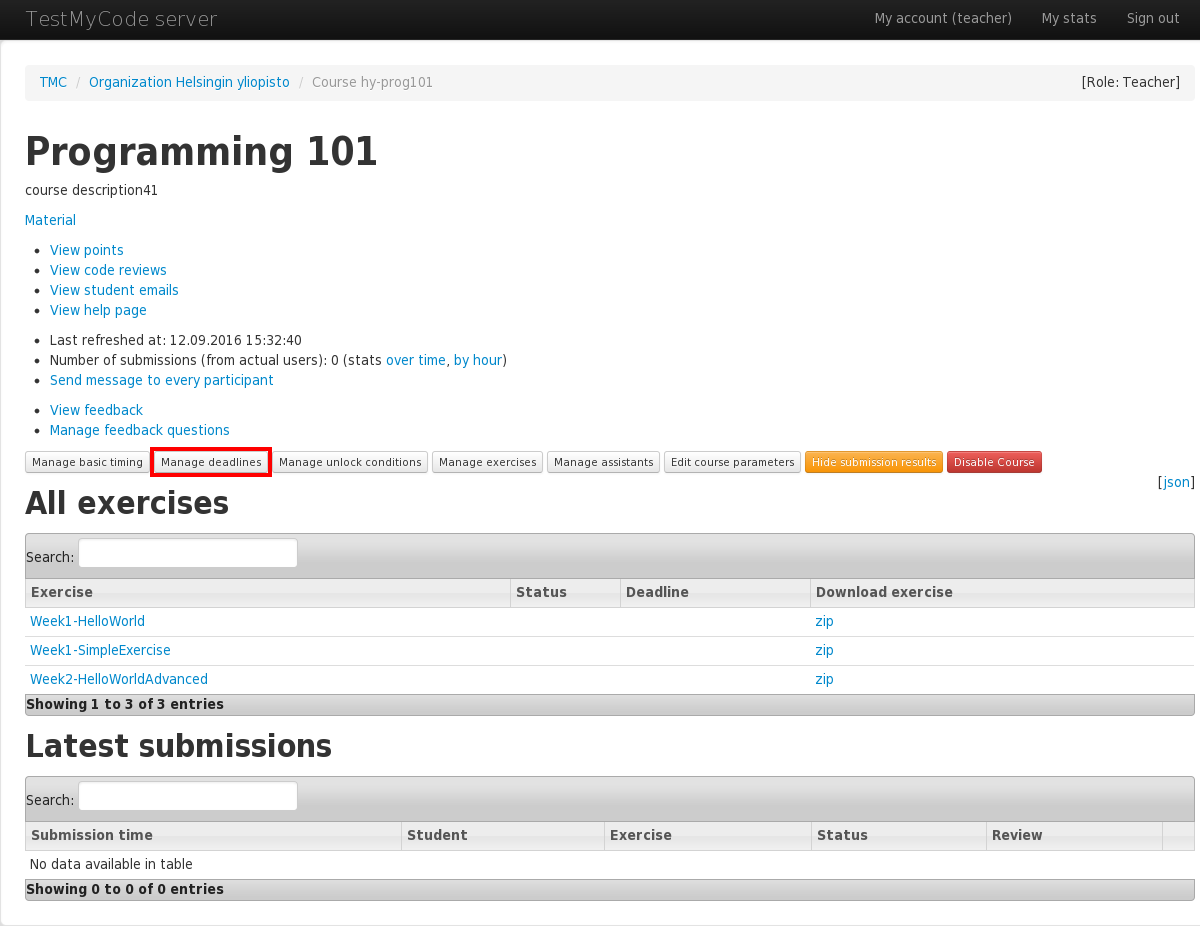 TestMyCode server My account (teacher) My stats Sign out
TMC / Organization Helsingin yliopisto / Course hy-prog101 [Role: Teacher]
Programming 101
course description41
Material
View points
View code reviews
View student emails
View help page
Last refreshed at: 12.09.2016 15:32:40
Number of submissions (from actual users): 0 (stats over time, by hour)
Send message to every participant
View feedback
Manage feedback questions
Manage basic timing Manage deadlines Manage unlock conditions Manage exercises Manage assistants Edit course parameters Hide submission results Disable Course
[json]
All exercises
Search:
Exercise Status Deadline Download exercise
Week1-HelloWorld zip
Week1-SimpleExercise zip
Week2-HelloWorldAdvanced zip
Showing 1 to 3 of 3 entries
Latest submissions
Search:
Submission time Student Exercise Status Review
No data available in table
Showing 0 to 0 of 0 entries